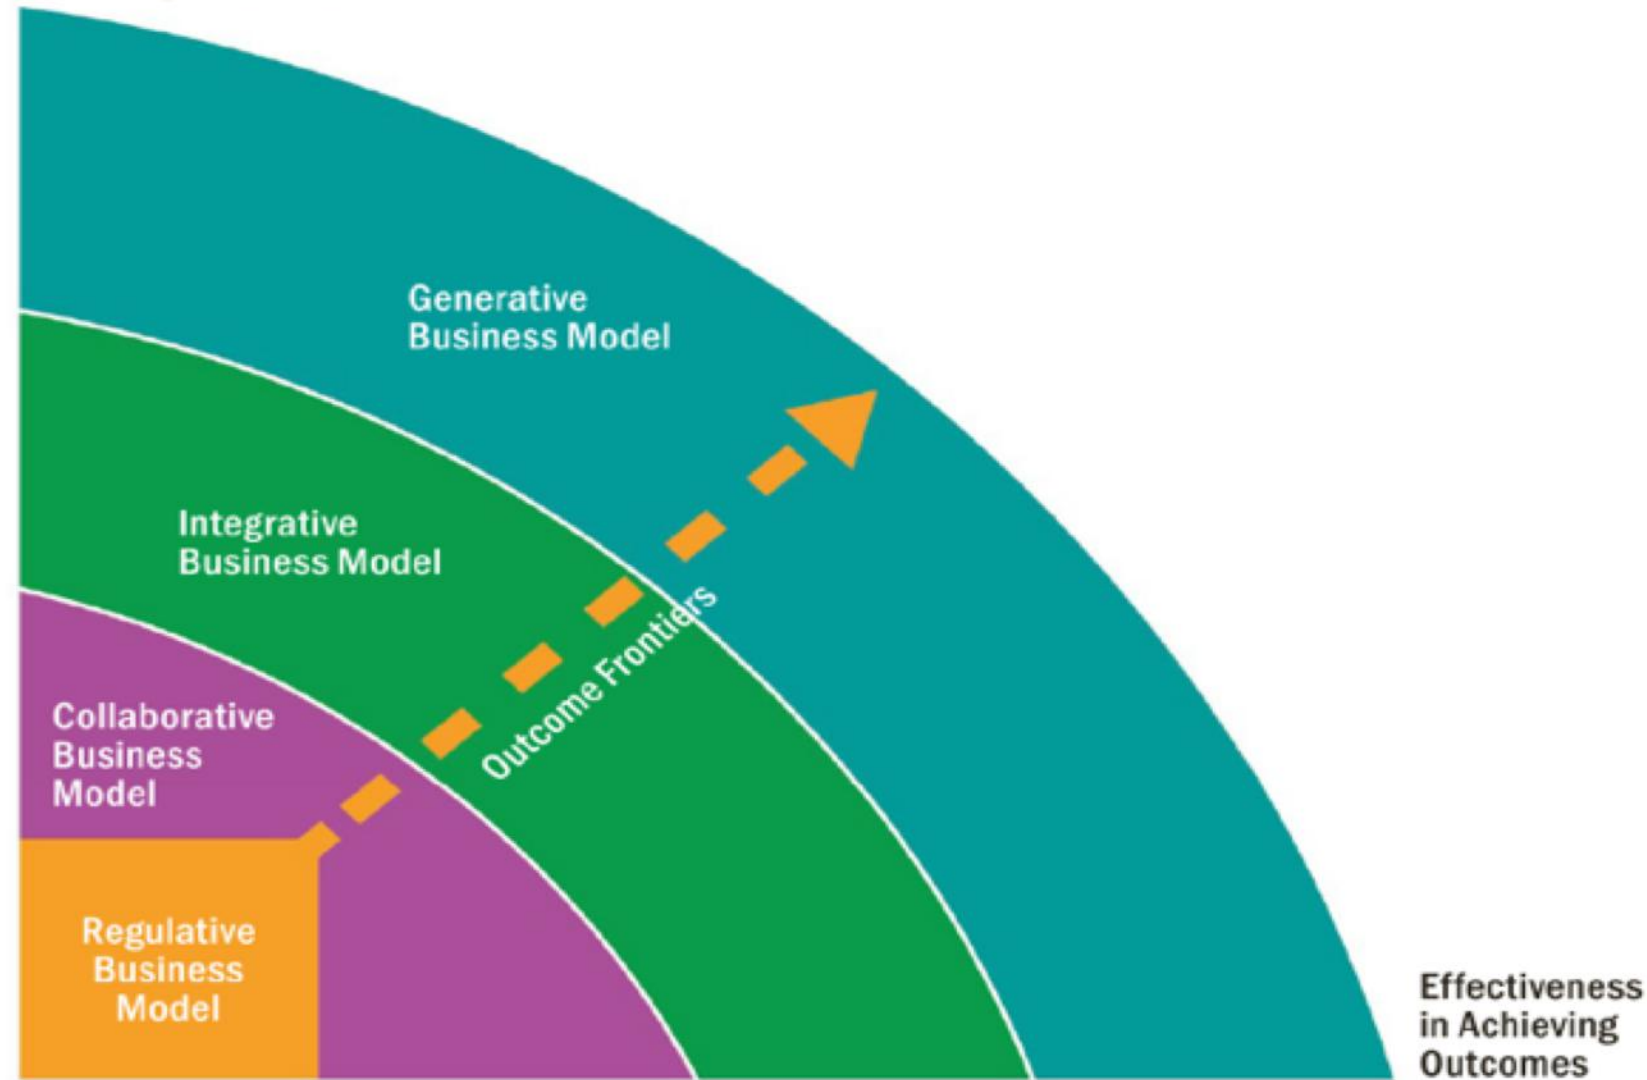 Generative
Business Model
Integrative
Business Model
Outcome Frontiers
Collaborative
Business
Model
Regulative
Business
Model
Effectiveness
in Achieving
Outcomes